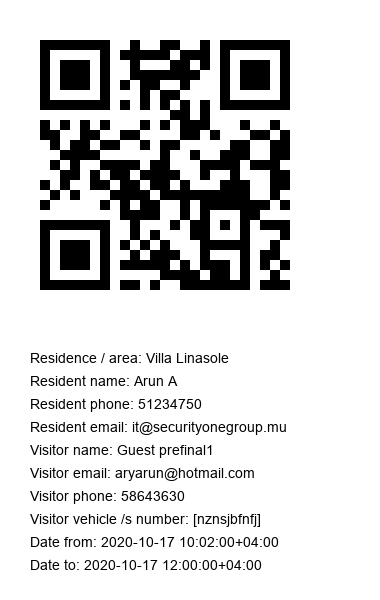 Residence / area: Villa Linasole
Resident name: Arun A
Resident phone: 51234750
Resident email: it@securityonegroup.mu
Visitor name: Guest prefinal1
Visitor email: aryarun@hotmail.com
Visitor phone: 58643630
Visitor vehicle /s number: [nznsjbfnfj]
Date from: 2020-10-17 10:02:00+04:00
Date to: 2020-10-17 12:00:00+04:00